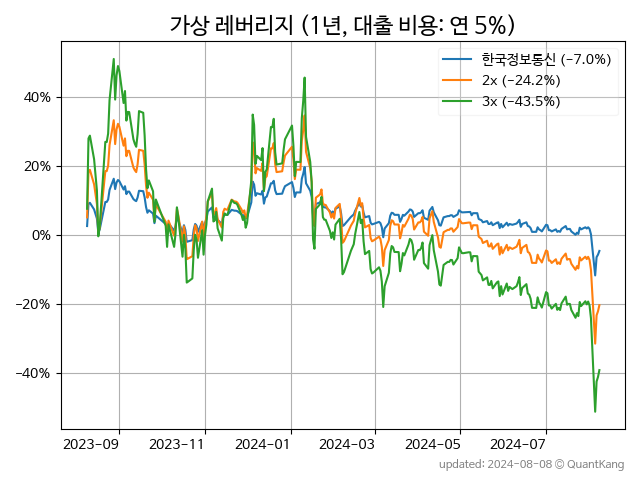 가상 레버리지 (1년, 대출 비용: 연 5%)
한국정보통신 (−7.0%)
2x (−24.2%)
3x (−43.5%)
40%
20%
0%
−20%
−40%
2023-09 2023-11 2024-01 2024-03 2024-05 2024-07
updated: 2024-08-08 © QuantKang